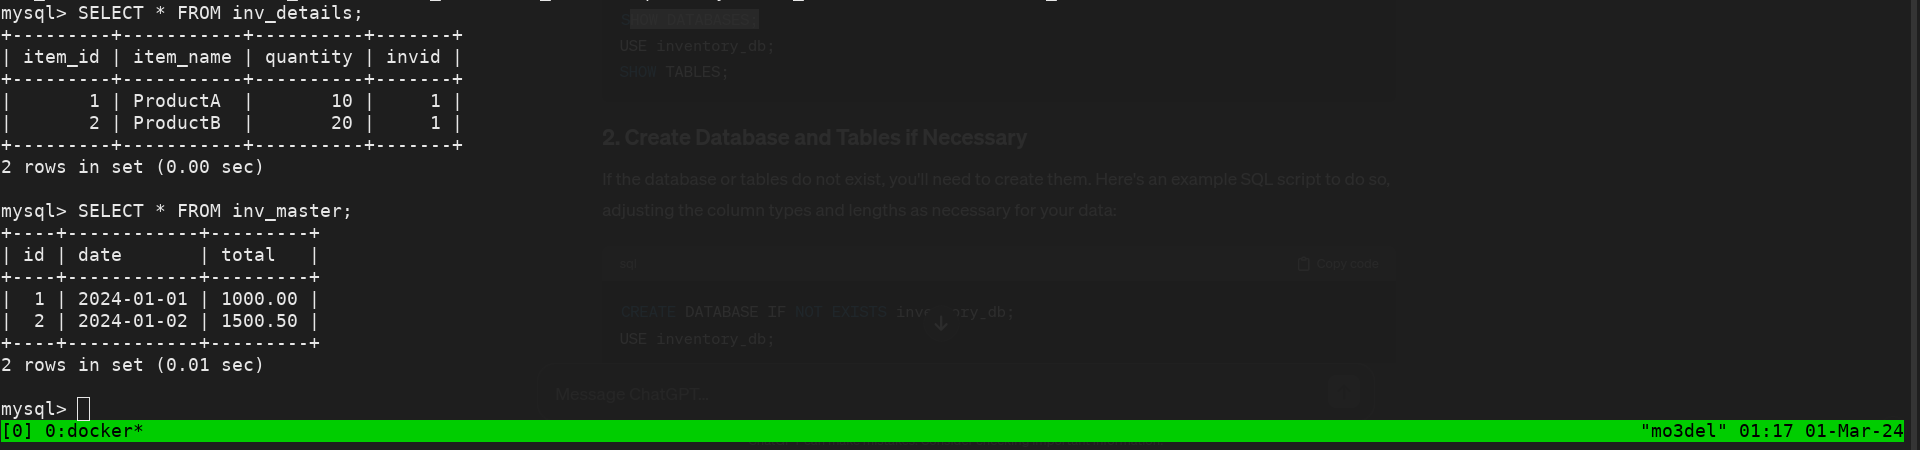 mysql> SELECT * FROM inv_details;
+---------+-----------+----------+-------+
| item_id | item_name | quantity | invid |
+---------+-----------+----------+-------+
|       1 | ProductA  |       10 |     1 |
|       2 | ProductB  |       20 |     1 |
+---------+-----------+----------+-------+
2 rows in set (0.00 sec)
mysql> SELECT * FROM inv_master;
+----+------------+---------+
| id | date       | total   |
+----+------------+---------+
|  1 | 2024-01-01 | 1000.00 |
|  2 | 2024-01-02 | 1500.50 |
+----+------------+---------+
2 rows in set (0.01 sec)
mysql>
[0] 0:docker* "mo3del" 01:17 01-Mar-24
SHOW DATABASES;
USE inventory_db;
SHOW TABLES;
2. Create Database and Tables if Necessary
If the database or tables do not exist, you'll need to create them. Here's an example SQL script to do so,
adjusting the column types and lengths as necessary for your data:
sql Copy code
CREATE DATABASE IF NOT EXISTS inventory_db;
USE inventory_db;
Message ChatGPT...